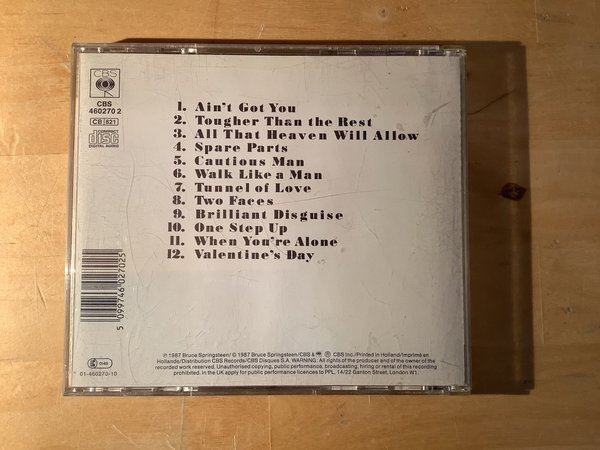 CBS
CBS
460270 2
CB 821
COMPACT
disc
DIGITAL AUDIO
1. Ain't Got You
2. Tougher Than the Rest
3. All That Heaven Will Allow
4. Spare Parts
5. Cautious Man
6. Walk Like a Man
7. Tunnel of Love
8. Two Faces
9. Brilliant Disguise
10. One Step Up
11. When You're Alone
12. Valentine's Day
5 099746 027025
℗ 1987 Bruce Springsteen/ © 1987 Bruce Springsteen/CBS & CBS Inc./Printed in Holland/Imprimé en
Hollande/Distribution CBS Records/CBS Disques S.A. WARNING: All rights of the producer and of the owner of the
recorded work reserved. Unauthorised copying, public performance, broadcasting, hiring or rental of this recording
prohibited. In the UK apply for public performance licences to PPL, 14/22 Ganton Street, London W1.
01-460270-10